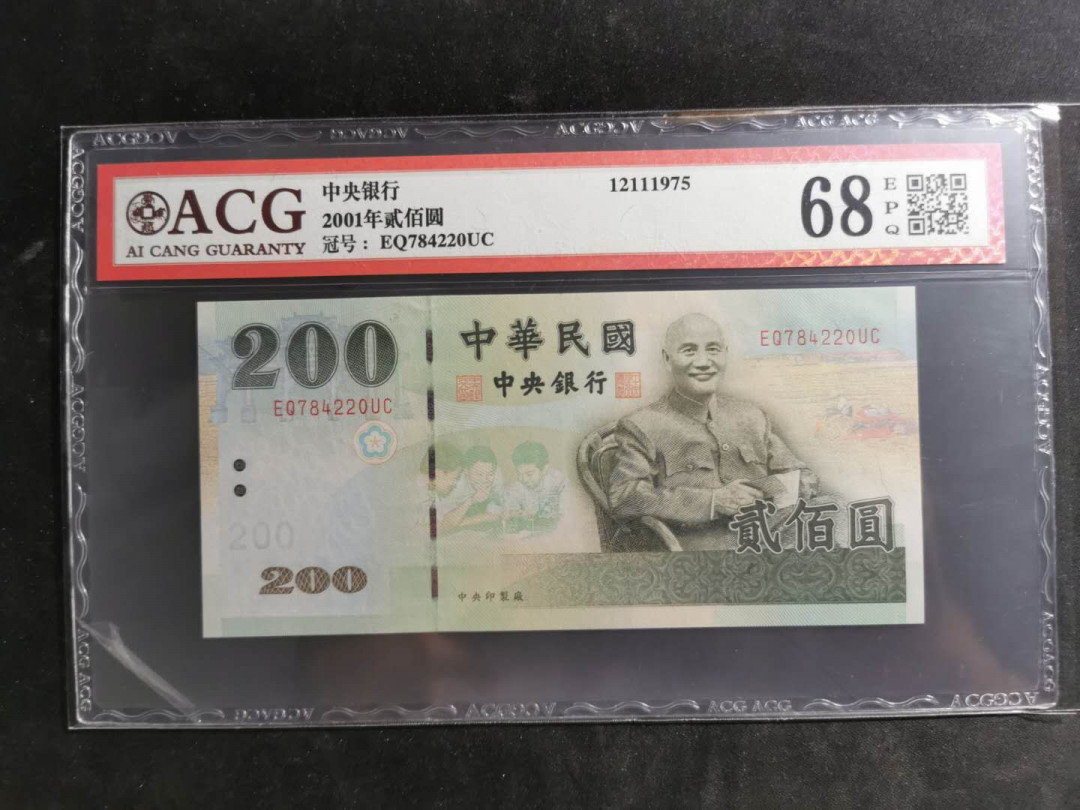 ACG
AI CANG GUARANTY
中央银行
2001年贰佰圆
冠号： EQ784220UC
12111975
68
E
P
Q
200
中華民國
中央銀行
EQ784220UC
EQ784220UC
200
200
貳佰圓
中央印製廠
ACG ACG